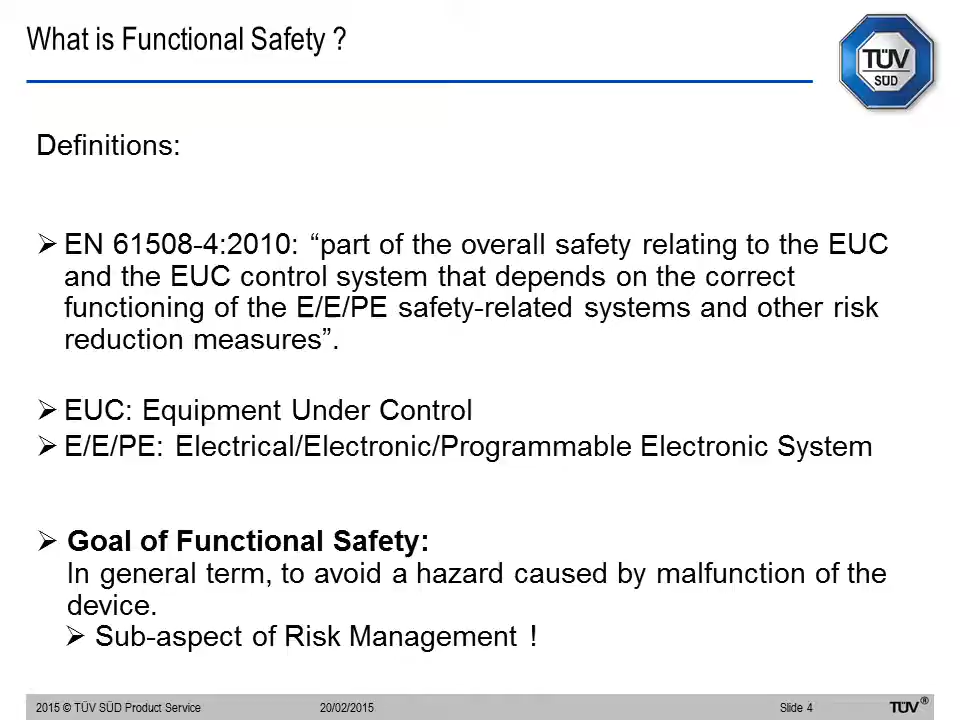 What is Functional Safety ?
TÜV
SÜD
Definitions:
➢ EN 61508-4:2010: “part of the overall safety relating to the EUC
and the EUC control system that depends on the correct
functioning of the E/E/PE safety-related systems and other risk
reduction measures”.
➢ EUC: Equipment Under Control
➢ E/E/PE: Electrical/Electronic/Programmable Electronic System
➢ Goal of Functional Safety:
In general term, to avoid a hazard caused by malfunction of the
device.
➢ Sub-aspect of Risk Management !
2015 © TÜV SÜD Product Service 20/02/2015 Slide 4 TÜV®